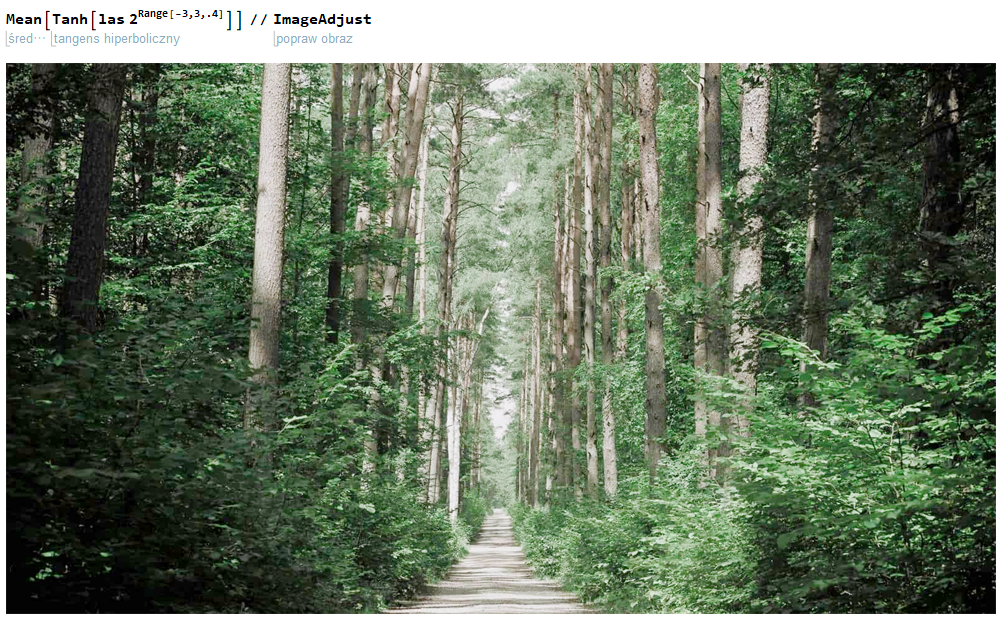 Mean[Tanh[las 2^Range[-3,3,.4]]] // ImageAdjust
śred⋯ tangens hiperboliczny popraw obraz